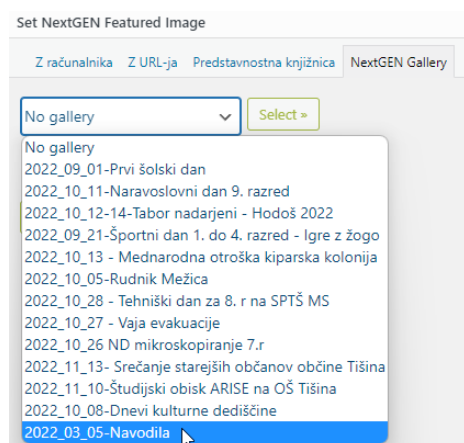 Set NextGEN Featured Image
Z računalnika Z URL-ja Predstavnostna knjižnica NextGEN Gallery
No gallery Select »
No gallery
2022_09_01-Prvi šolski dan
2022_10_11-Naravoslovni dan 9. razred
2022_10_12-14-Tabor nadarjeni - Hodoš 2022
2022_09_21-Športni dan 1. do 4. razred - Igre z žogo
2022_10_13 - Mednarodna otroška kiparska kolonija
2022_10_05-Rudnik Mežica
2022_10_28 - Tehniški dan za 8. r na SPTŠ MS
2022_10_27 - Vaja evakuacije
2022_10_26 ND mikroskopiranje 7.r
2022_11_13- Srečanje starejših občanov občine Tišina
2022_11_10-Študijski obisk ARISE na OŠ Tišina
2022_10_08-Dnevi kulturne dediščine
2022_03_05-Navodila